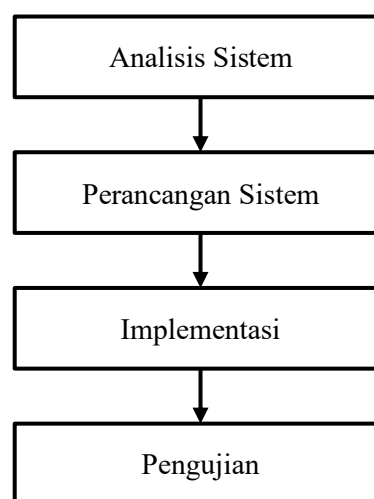 Analisis Sistem
Perancangan Sistem
Implementasi
Pengujian